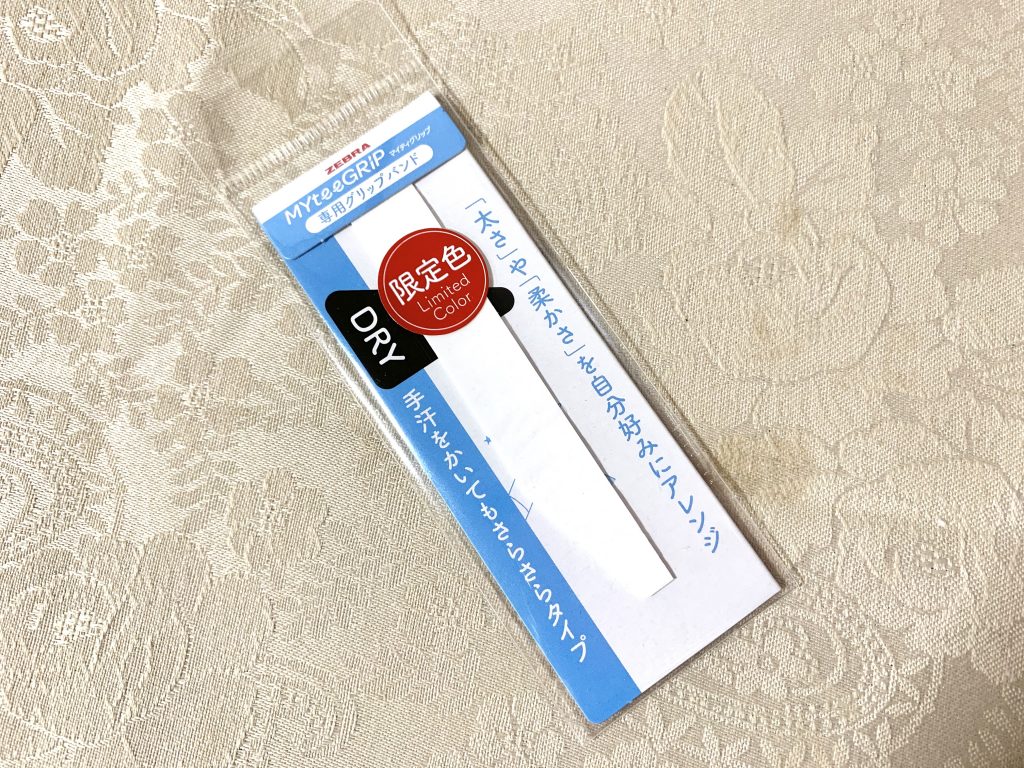 ZEBRA
MYteeGRiP マイティグリップ
専用グリップバンド
限定色
Limited
Color
DRY
手汗をかいてもさらさらタイプ
「太さ」や「柔かさ」を自分好みにアレンジ